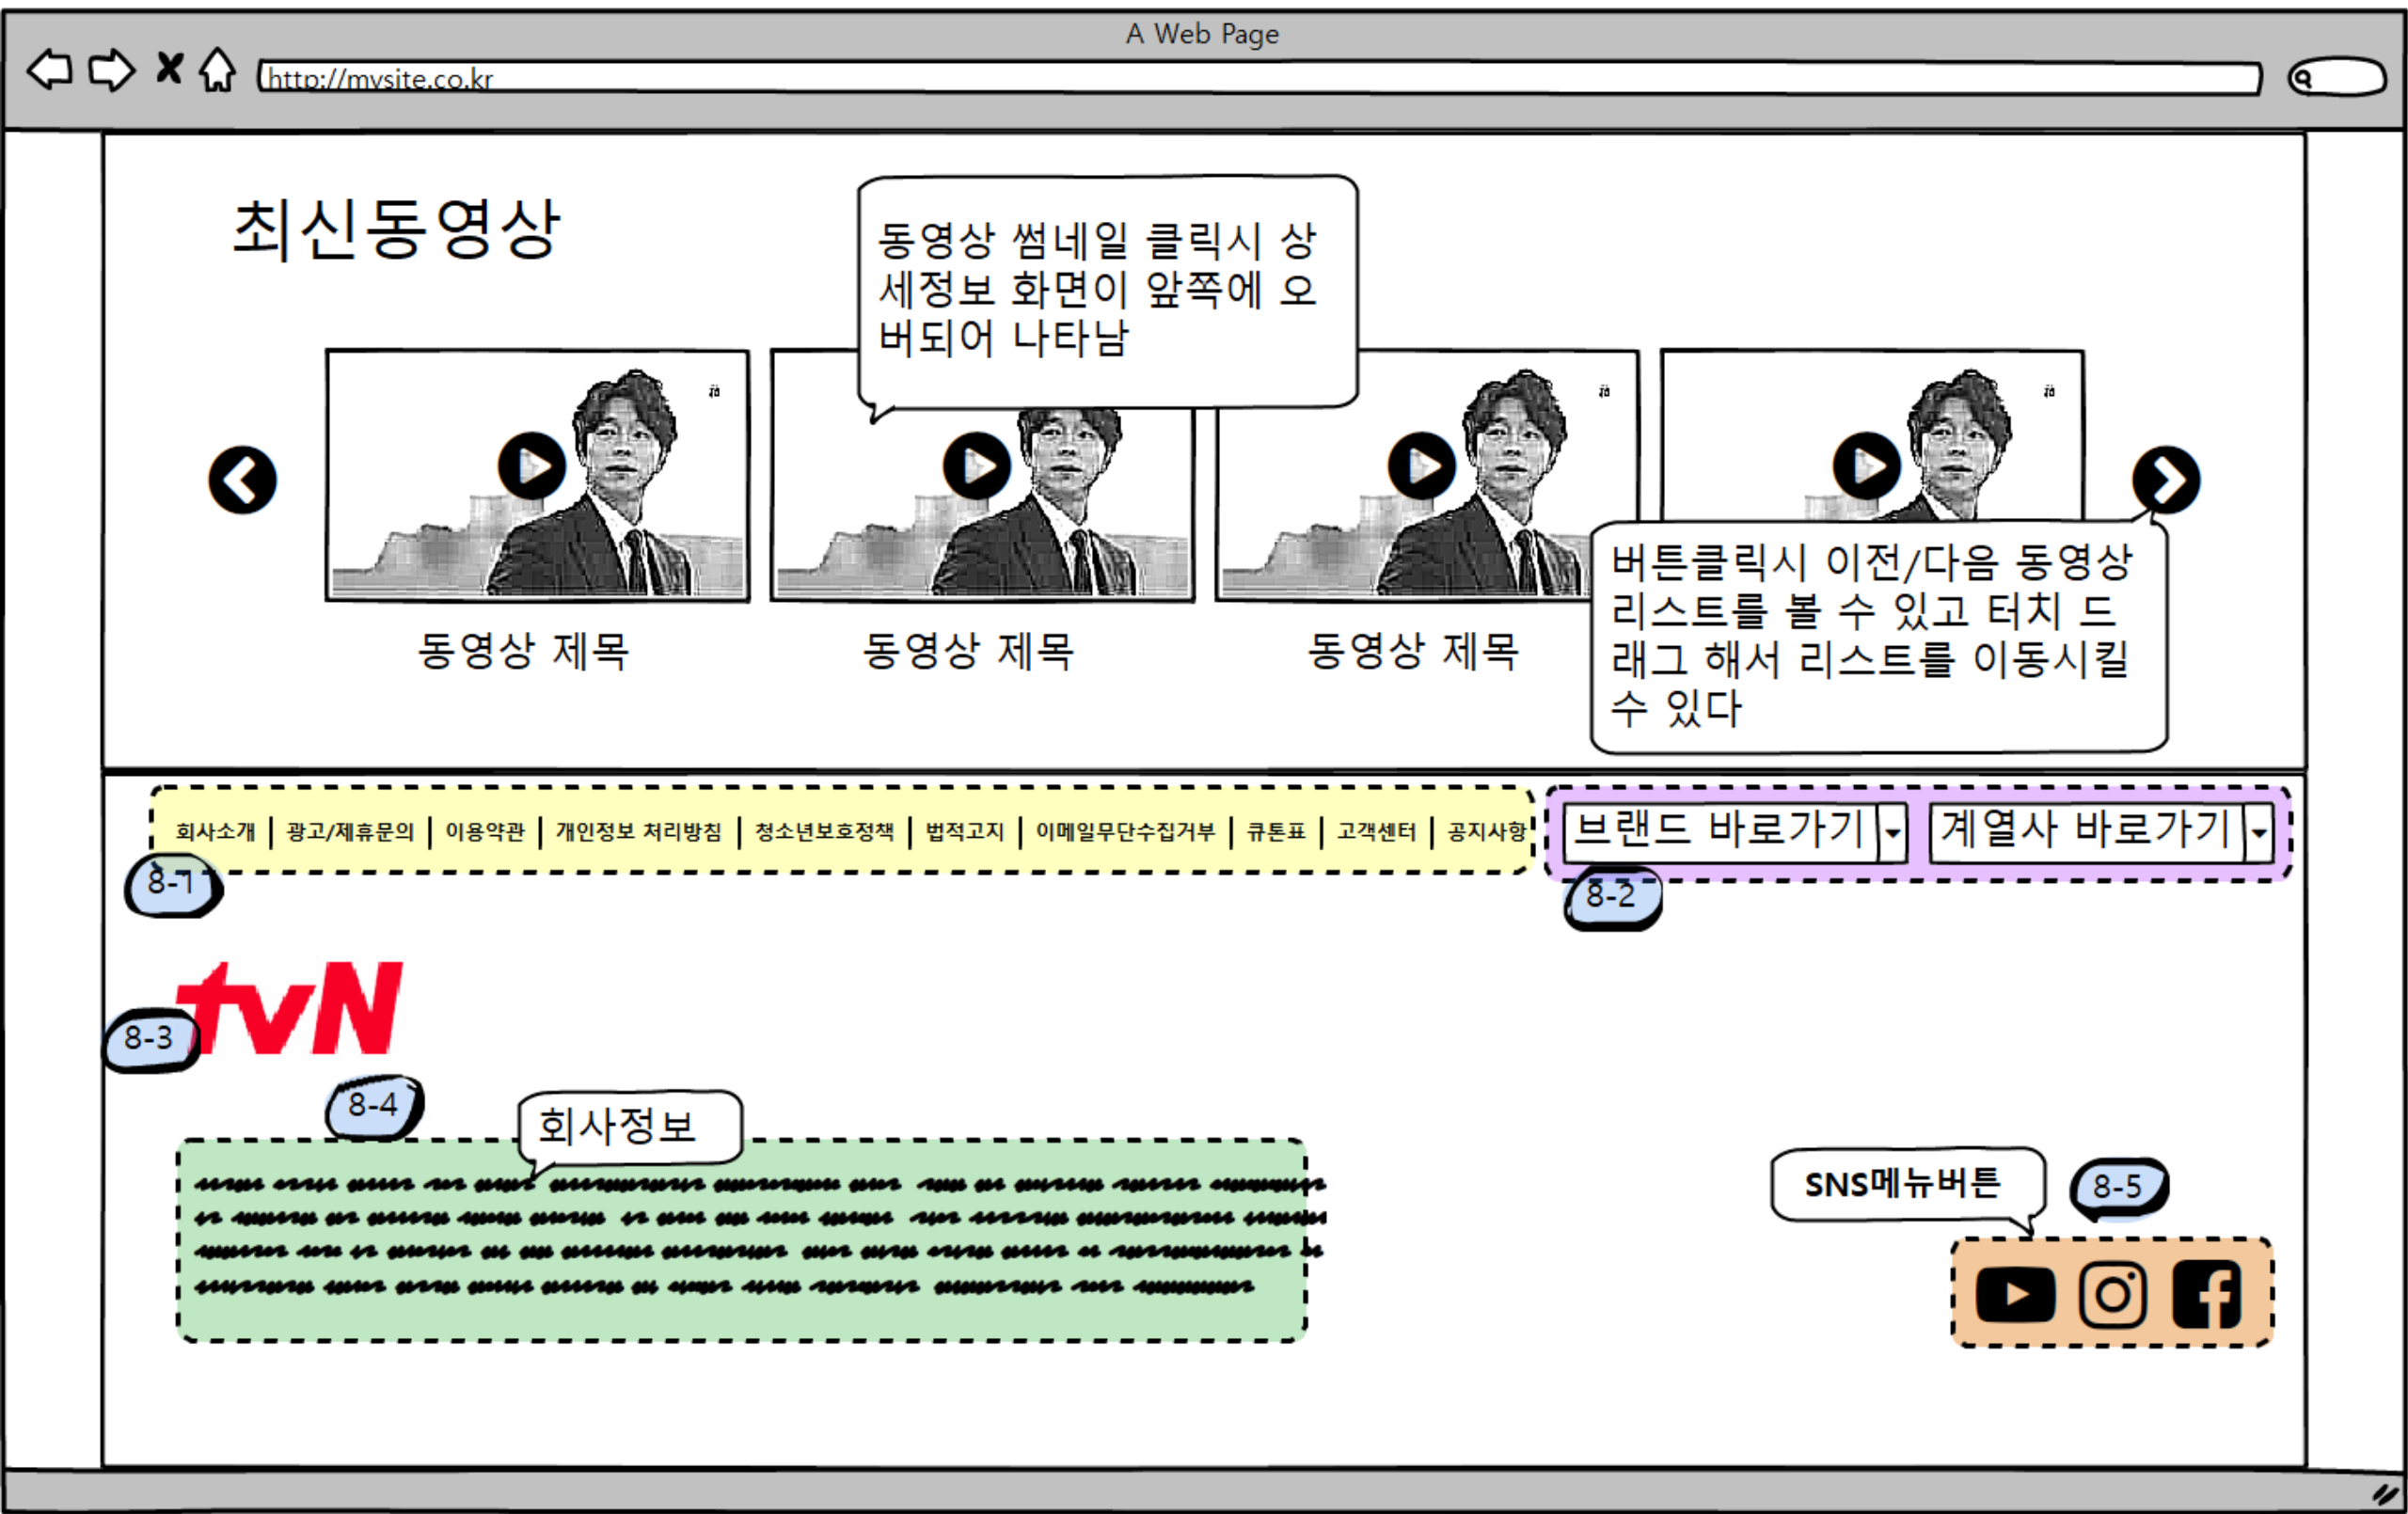 A Web Page
http://mysite.co.kr
최신동영상
동영상 썸네일 클릭시 상
세정보 화면이 앞쪽에 오
버되어 나타남
버튼클릭시 이전/다음 동영상
리스트를 볼 수 있고 터치 드
래그 해서 리스트를 이동시킬
수 있다
동영상 제목
동영상 제목
동영상 제목
회사소개 | 광고/제휴문의 | 이용약관 | 개인정보 처리방침 | 청소년보호정책 | 법적고지 | 이메일무단수집거부 | 큐톤표 | 고객센터 | 공지사항
브랜드 바로가기
계열사 바로가기
8-1
8-2
tvN
8-3
8-4
회사정보
SNS메뉴버튼
8-5